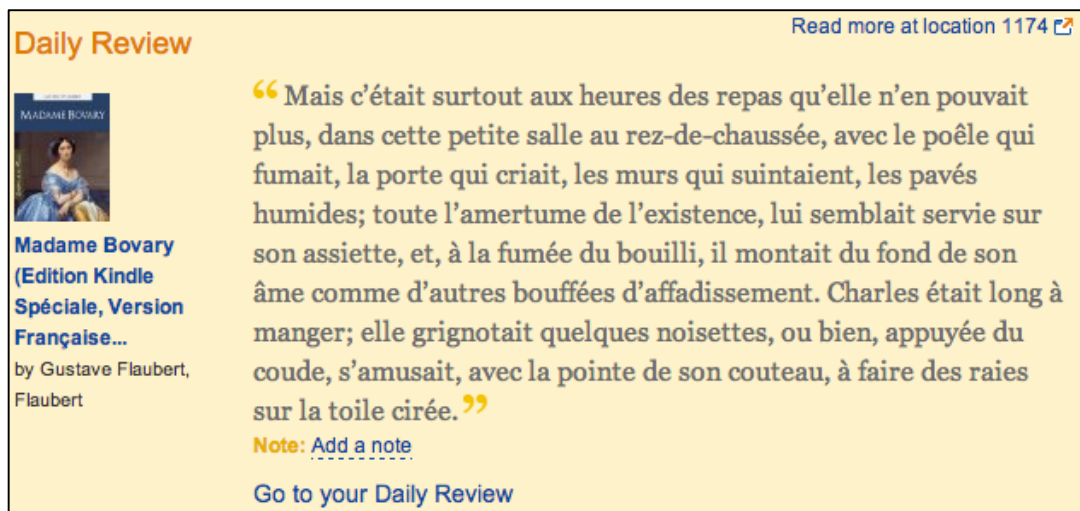 Daily Review
Read more at location 1174
MADAME BOVARY
Madame Bovary
(Edition Kindle
Spéciale, Version
Française...
by Gustave Flaubert,
Flaubert
“ Mais c’était surtout aux heures des repas qu’elle n’en pouvait
plus, dans cette petite salle au rez-de-chaussée, avec le poêle qui
fumait, la porte qui criait, les murs qui suintaient, les pavés
humides; toute l’amertume de l’existence, lui semblait servie sur
son assiette, et, à la fumée du bouilli, il montait du fond de son
âme comme d’autres bouffées d’affadissement. Charles était long à
manger; elle grignotait quelques noisettes, ou bien, appuyée du
coude, s’amusait, avec la pointe de son couteau, à faire des raies
sur la toile cirée. ”
Note: Add a note
Go to your Daily Review